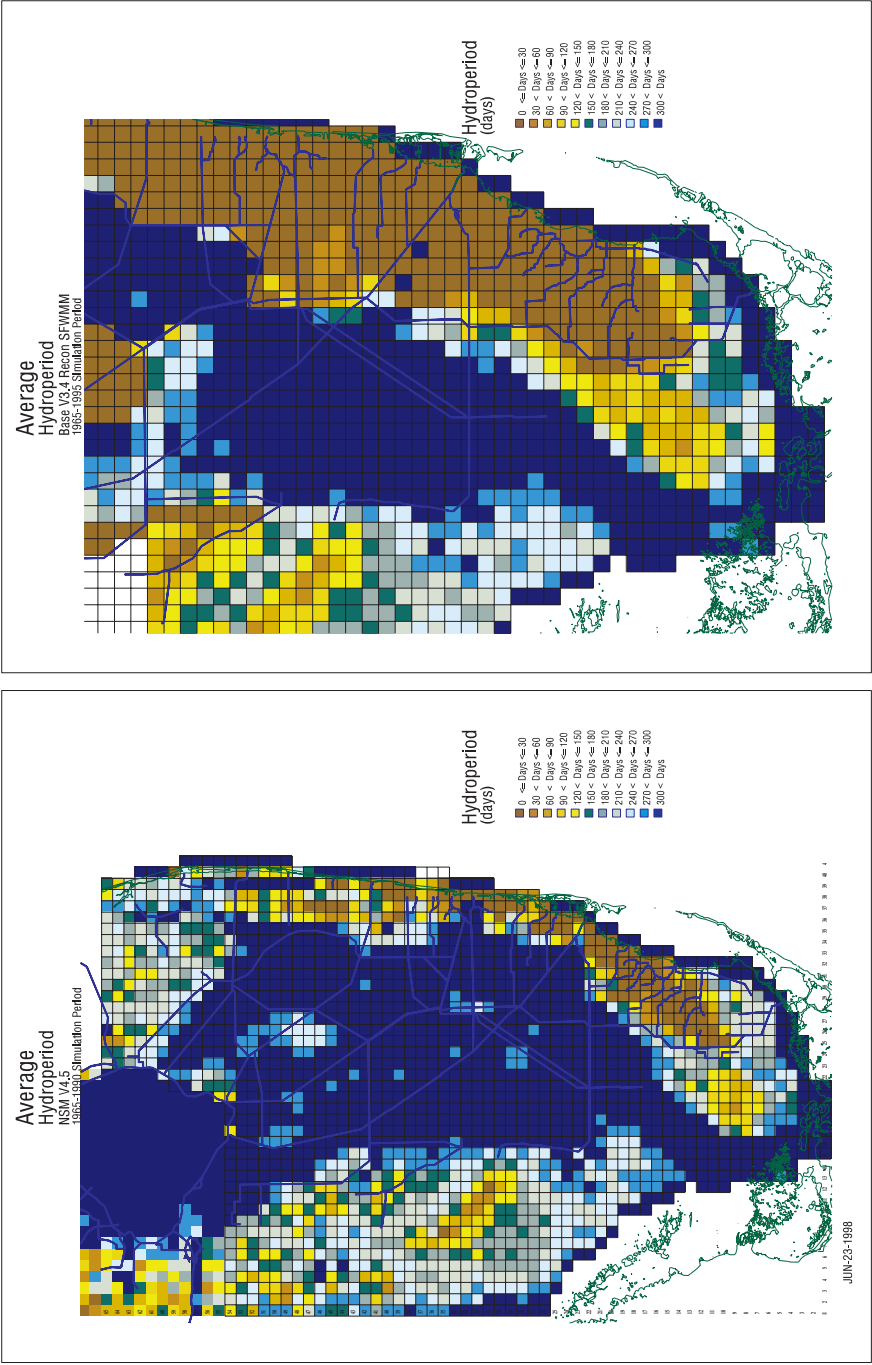 Average
Hydroperiod
Base V3.4 Recon SFWMM
1965-1995 Simulation Period
Hydroperiod
(days)
0 <= Days <= 30
30 < Days <= 60
60 < Days <= 90
90 < Days <= 120
120 < Days <= 150
150 < Days <= 180
180 < Days <= 210
210 < Days <= 240
240 < Days <= 270
270 < Days <= 300
300 < Days
Average
Hydroperiod
NSM V4.5
1965-1990 Simulation Period
Hydroperiod
(days)
0 <= Days <= 30
30 < Days <= 60
60 < Days <= 90
90 < Days <= 120
120 < Days <= 150
150 < Days <= 180
180 < Days <= 210
210 < Days <= 240
240 < Days <= 270
270 < Days <= 300
300 < Days
JUN-23-1998